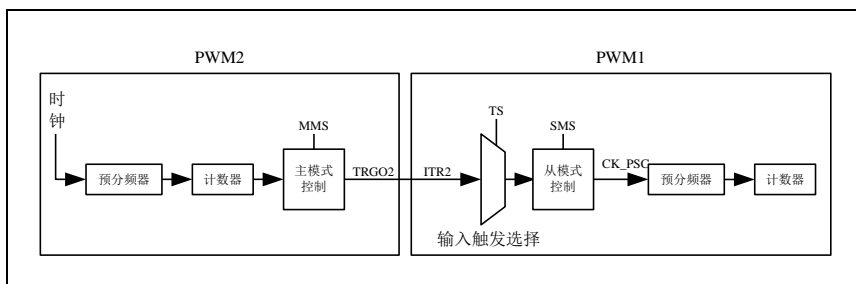 PWM2
PWM1
时
钟
MMS
TS
SMS
预分频器
计数器
主模式
控制
TRGO2
ITR2
从模式
控制
CK_PSC
预分频器
计数器
输入触发选择